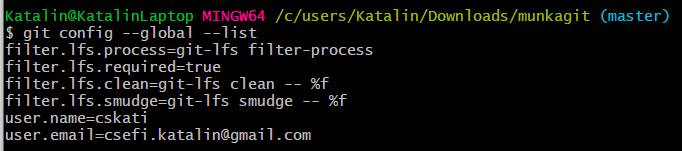 Katalin@KatalinLaptop MINGW64 /c/users/Katalin/Downloads/munkagit (master)
$ git config --global --list
filter.lfs.process=git-lfs filter-process
filter.lfs.required=true
filter.lfs.clean=git-lfs clean -- %f
filter.lfs.smudge=git-lfs smudge -- %f
user.name=cskati
user.email=csefi.katalin@gmail.com